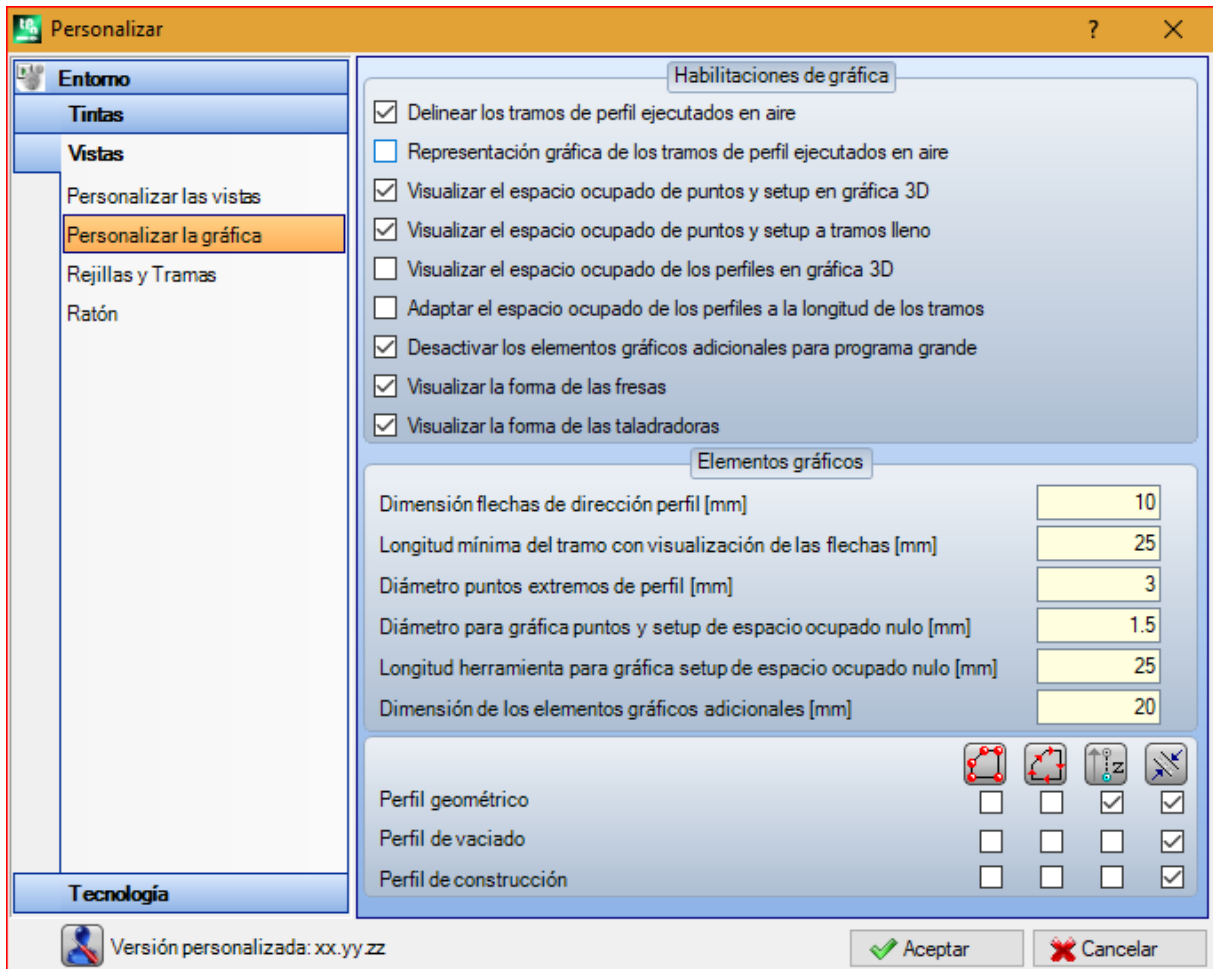 Personalizar
?
Entorno
Tintas
Vistas
Personalizar las vistas
Personalizar la gráfica
Rejillas y Tramas
Ratón
Tecnología
Habilitaciones de gráfica
Delinear los tramos de perfil ejecutados en aire
Representación gráfica de los tramos de perfil ejecutados en aire
Visualizar el espacio ocupado de puntos y setup en gráfica 3D
Visualizar el espacio ocupado de puntos y setup a tramos lleno
Visualizar el espacio ocupado de los perfiles en gráfica 3D
Adaptar el espacio ocupado de los perfiles a la longitud de los tramos
Desactivar los elementos gráficos adicionales para programa grande
Visualizar la forma de las fresas
Visualizar la forma de las taladradoras
Elementos gráficos
Dimensión flechas de dirección perfil [mm] 10
Longitud mínima del tramo con visualización de las flechas [mm] 25
Diámetro puntos extremos de perfil [mm] 3
Diámetro para gráfica puntos y setup de espacio ocupado nulo [mm] 1.5
Longitud herramienta para gráfica setup de espacio ocupado nulo [mm] 25
Dimensión de los elementos gráficos adicionales [mm] 20
z
Perfil geométrico
Perfil de vaciado
Perfil de construcción
Versión personalizada: xx.yy.zz
Aceptar
Cancelar